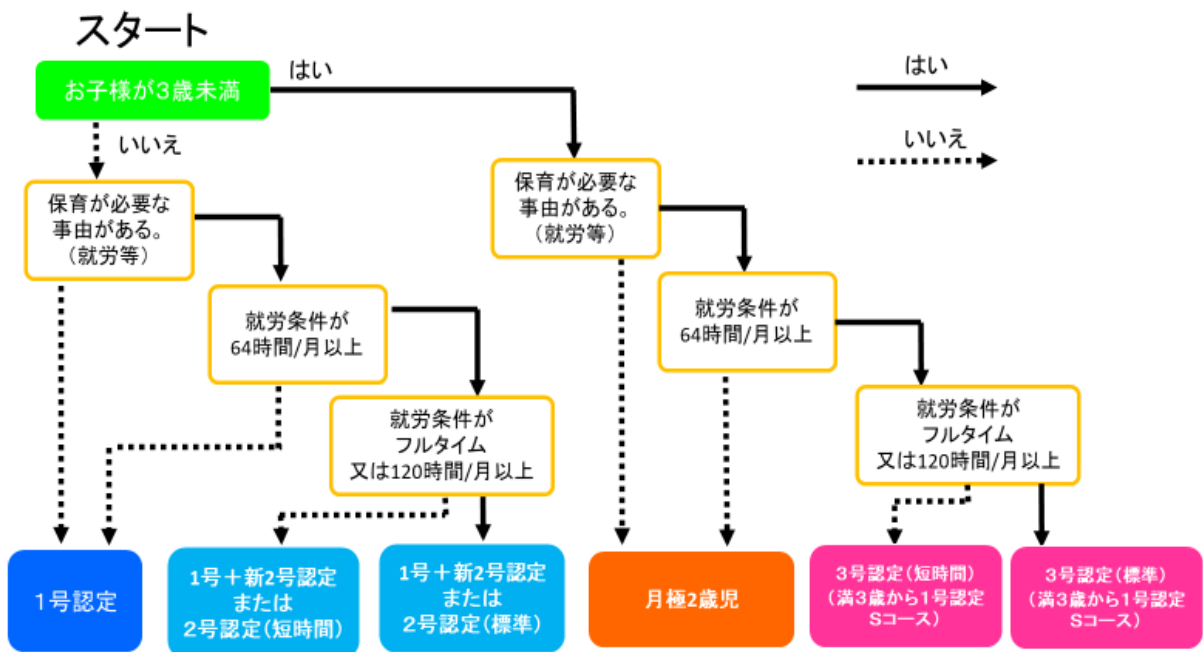 スタート
お子様が３歳未満
はい
いいえ
はい
いいえ
保育が必要な
事由がある。
（就労等）
保育が必要な
事由がある。
（就労等）
就労条件が
64時間/月以上
就労条件が
64時間/月以上
就労条件が
フルタイム
又は120時間/月以上
就労条件が
フルタイム
又は120時間/月以上
１号認定
1号＋新2号認定
または
２号認定(短時間)
1号＋新2号認定
または
２号認定(標準)
月極2歳児
３号認定(短時間)
(満３歳から１号認定
Sコース)
３号認定(標準)
(満３歳から１号認定
Sコース)